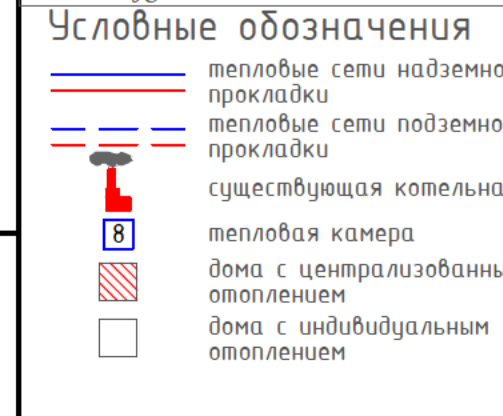 Условные обозначения
тепловые сети надземно
прокладки
тепловые сети подземно
прокладки
существующая котельна
8 тепловая камера
дома с централизованны
отоплением
дома с индивидуальным
отоплением